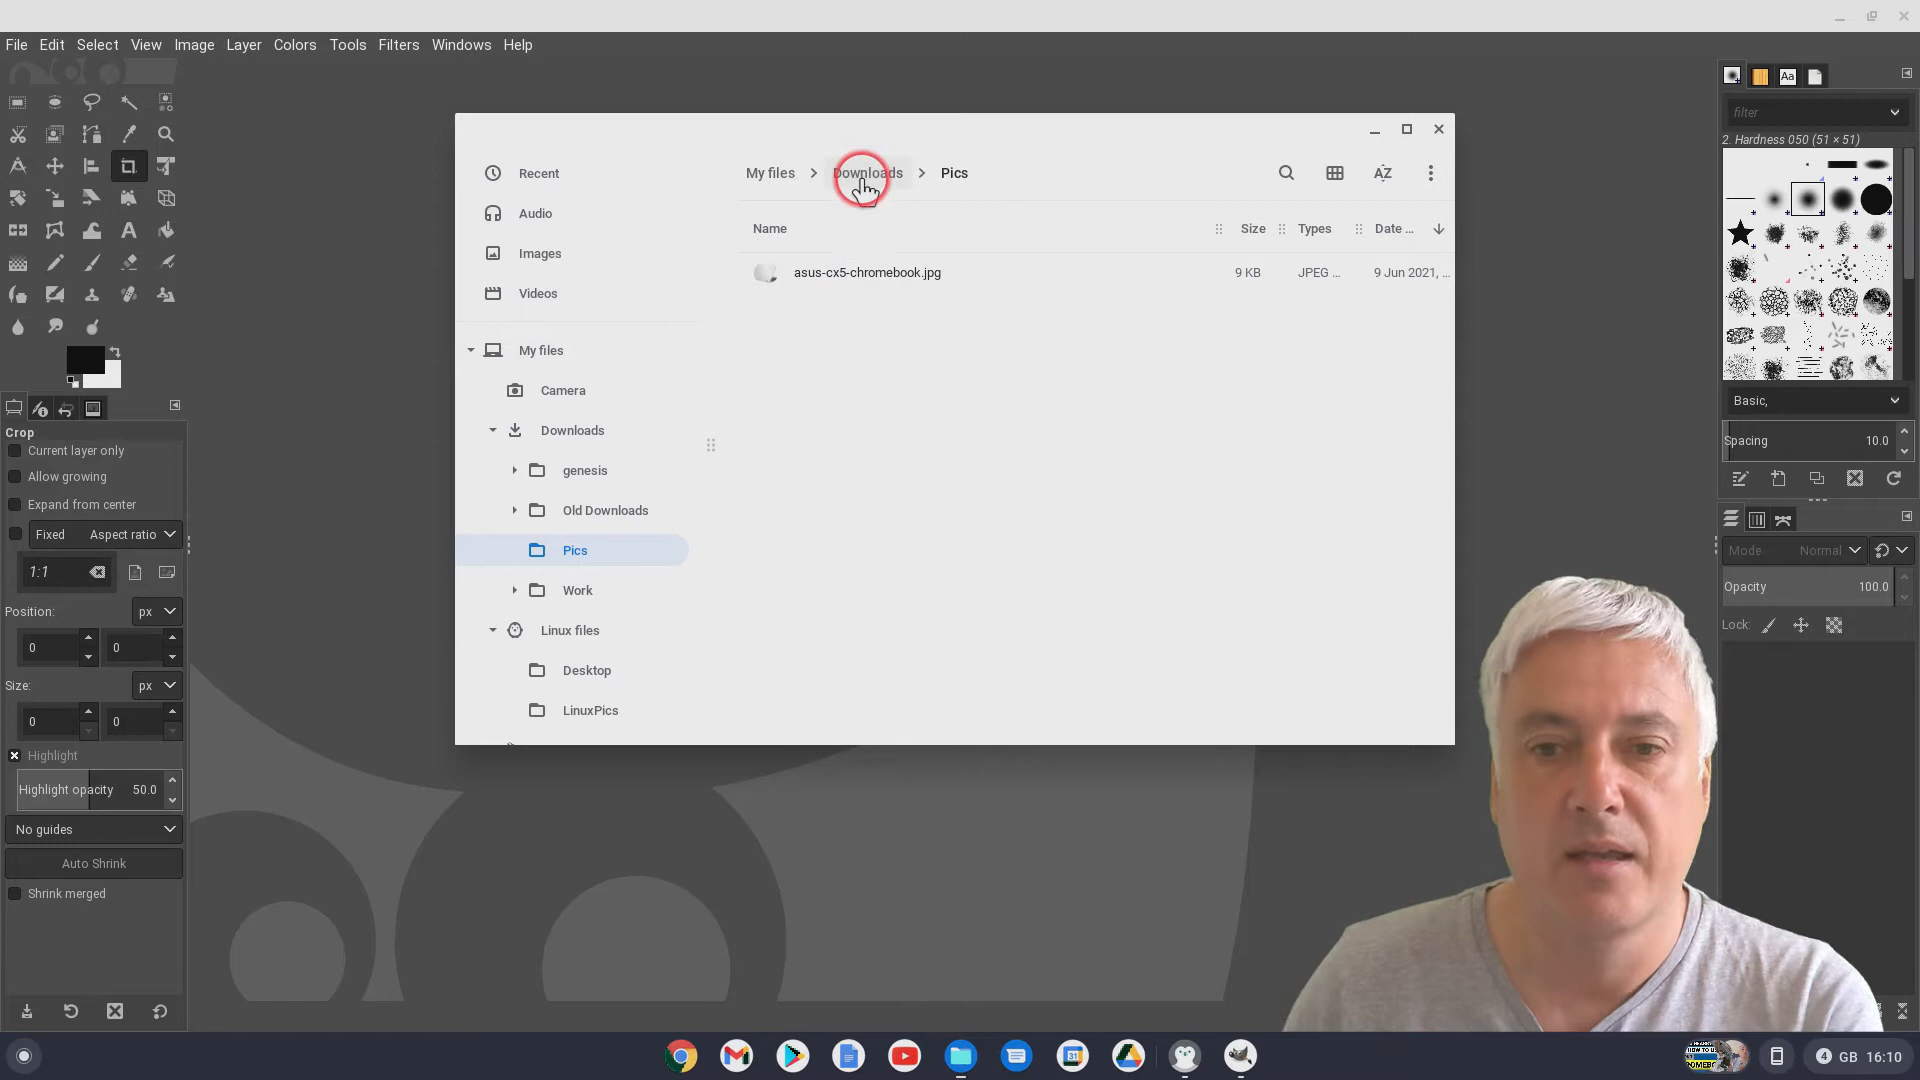 File Edit Select View Image Layer Colors Tools Filters Windows Help
Recent
Audio
Images
Videos
My files
Camera
Downloads
genesis
Old Downloads
Pics
Work
Linux files
Desktop
LinuxPics
My files > Downloads > Pics
AZ
Name Size Types Date ...
asus-cx5-chromebook.jpg 9 KB JPEG ... 9 Jun 2021, ...
Crop
Current layer only
Allow growing
Expand from center
Fixed Aspect ratio
1:1
Position: px
0 0
Size: px
0 0
Highlight
Highlight opacity 50.0
No guides
Auto Shrink
Shrink merged
Aa
filter
2. Hardness 050 (51 × 51)
Basic,
Spacing 10.0
Mode Normal
Opacity 100.0
Lock:
31
4 GB 16:10